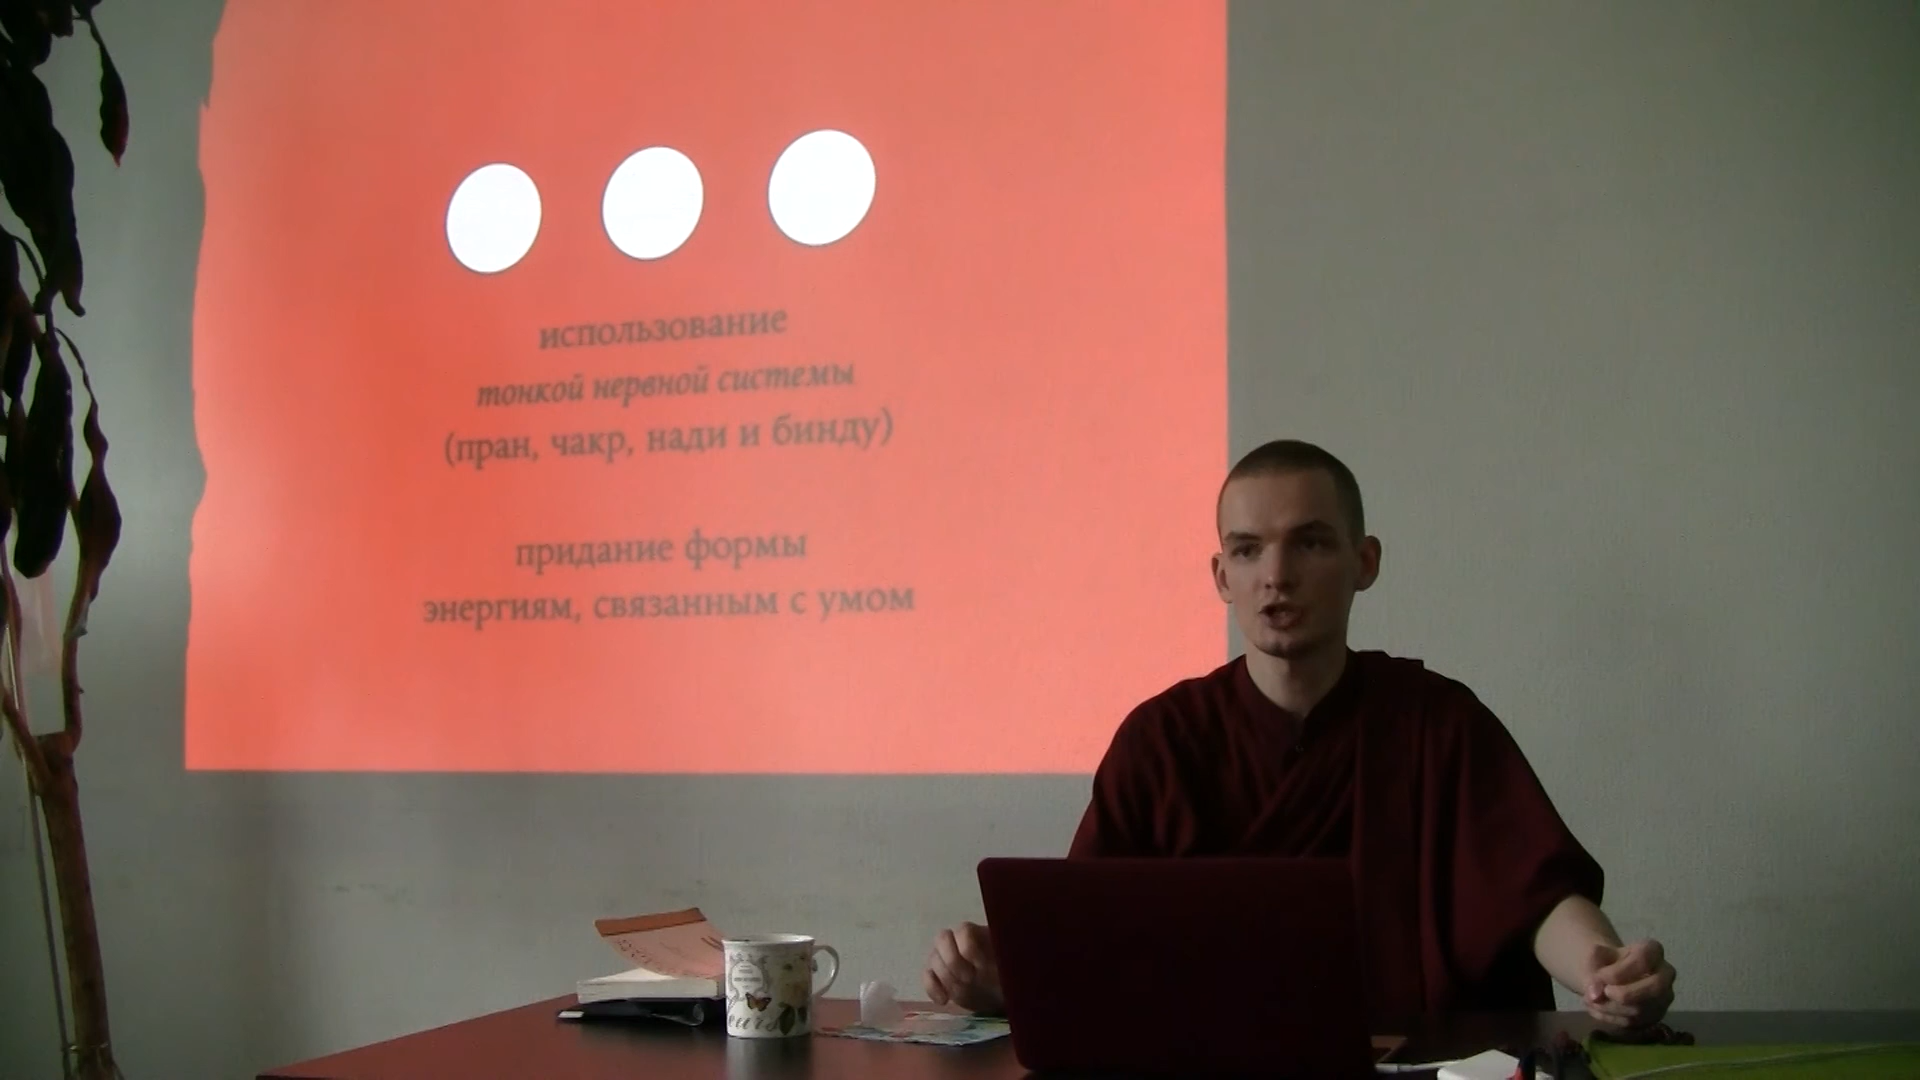 использование
тонкой нервной системы
(пран, чакр, нади и бинду)
придание формы
энергиям, связанным с умом